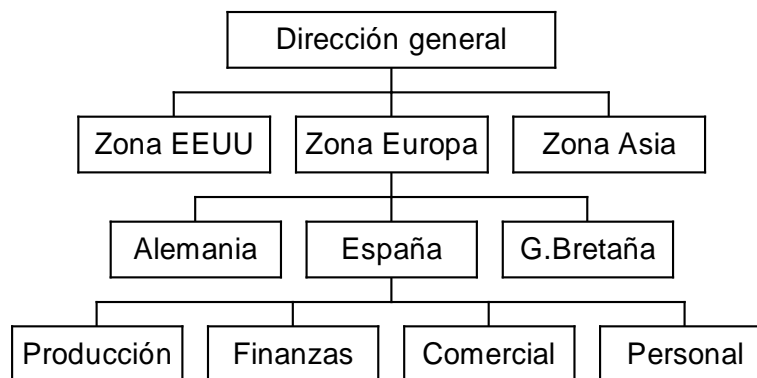 Dirección general
Zona EEUU
Zona Europa
Zona Asia
Alemania
España
G.Bretaña
Producción
Finanzas
Comercial
Personal